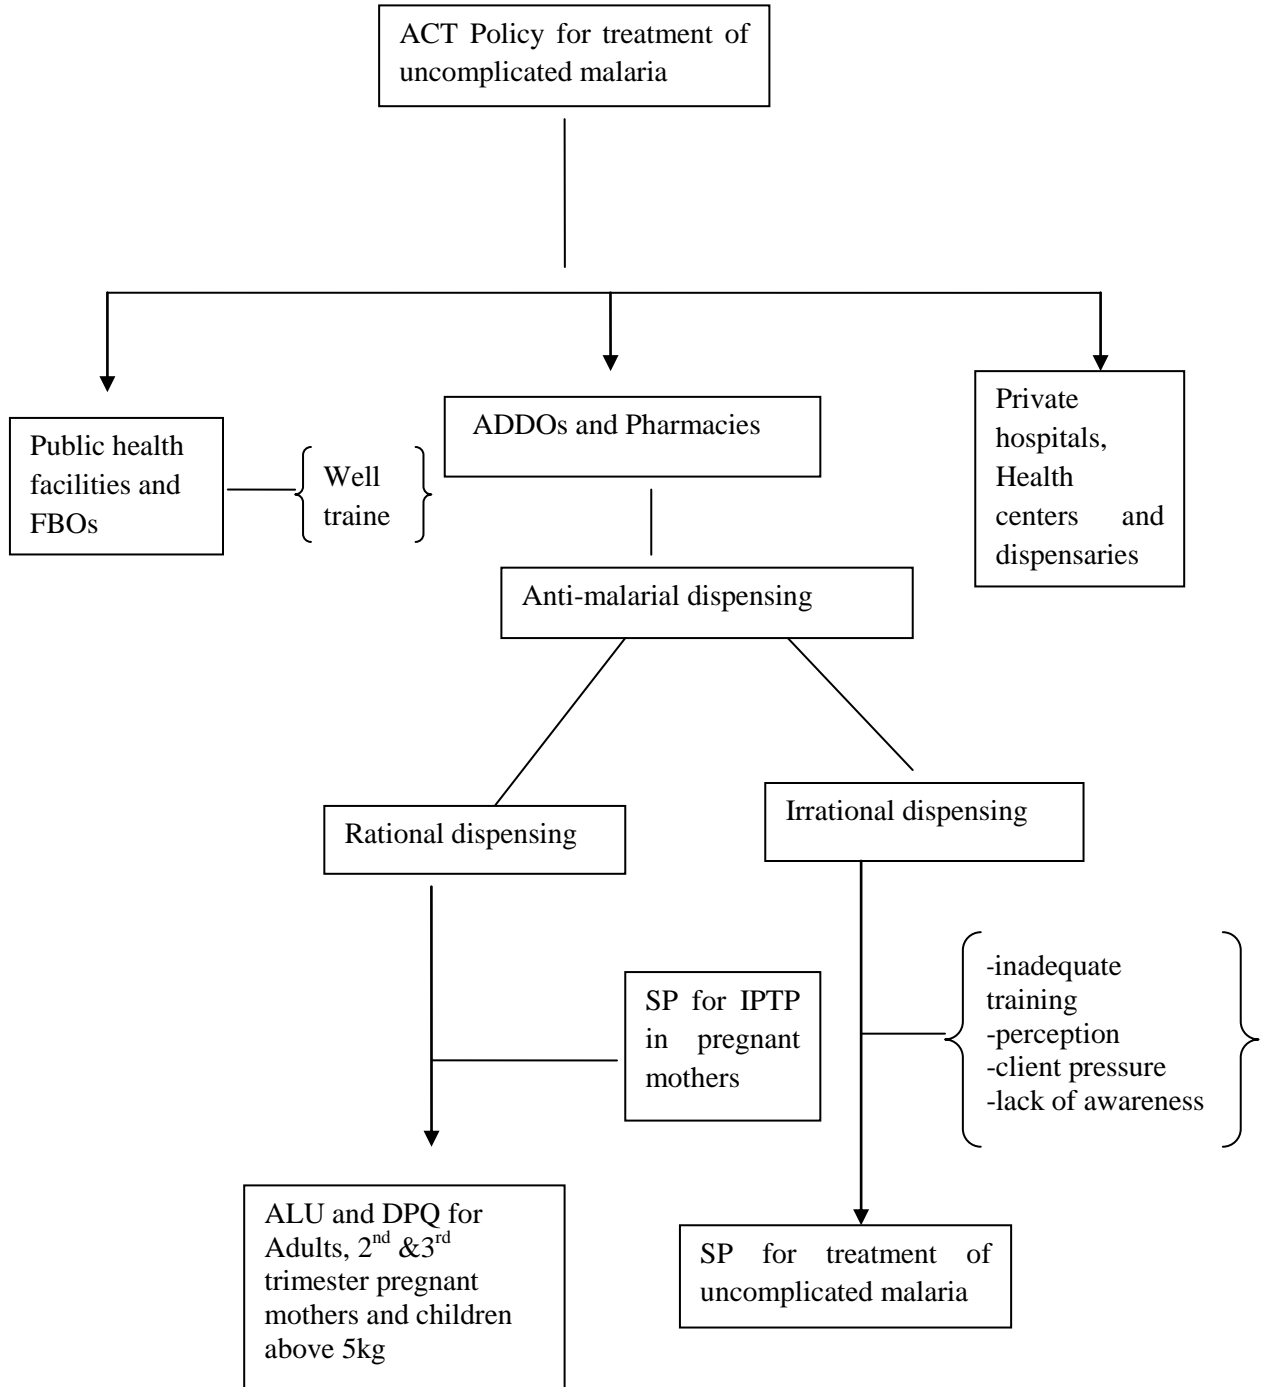 ACT Policy for treatment of
uncomplicated malaria
Public health
facilities and
FBOs
Well
traine
ADDOs and Pharmacies
Private
hospitals,
Health
centers and
dispensaries
Anti-malarial dispensing
Rational dispensing
Irrational dispensing
SP for IPTP
in pregnant
mothers
-inadequate
training
-perception
-client pressure
-lack of awareness
ALU and DPQ for
Adults, 2nd &3rd
trimester pregnant
mothers and children
above 5kg
SP for treatment of
uncomplicated malaria